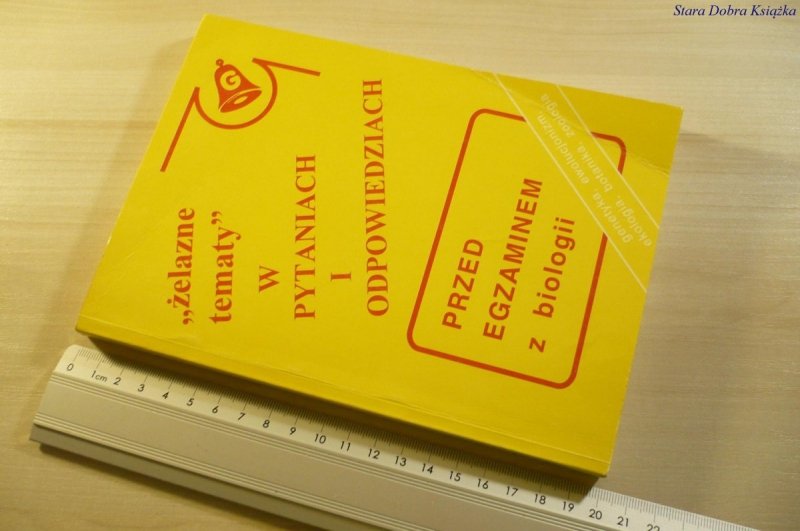 Stara Dobra Książka
G
„żelazne
tematy”
W
PYTANIACH
I
ODPOWIEDZIACH
genetyka, ewolucjonizm
ekologia, botanika, zoologia
PRZED
EGZAMINEM
z biologii
0 1cm 2 3 4 5 6 7 8 9 10 11 12 13 14 15 16 17 18 19 20 21 22